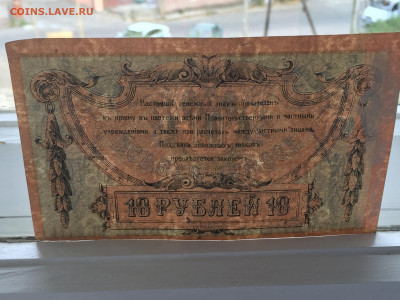 COINS.LAVE.RU
Настоящій денежный знакъ обязателенъ
къ пріему въ платежи всѣми Правительственными и частными
учрежденіями, а также при расчетахъ между частными лицами.
Поддѣлка денежныхъ знаковъ
преслѣдуется закономъ.
10 РУБЛЕЙ 10